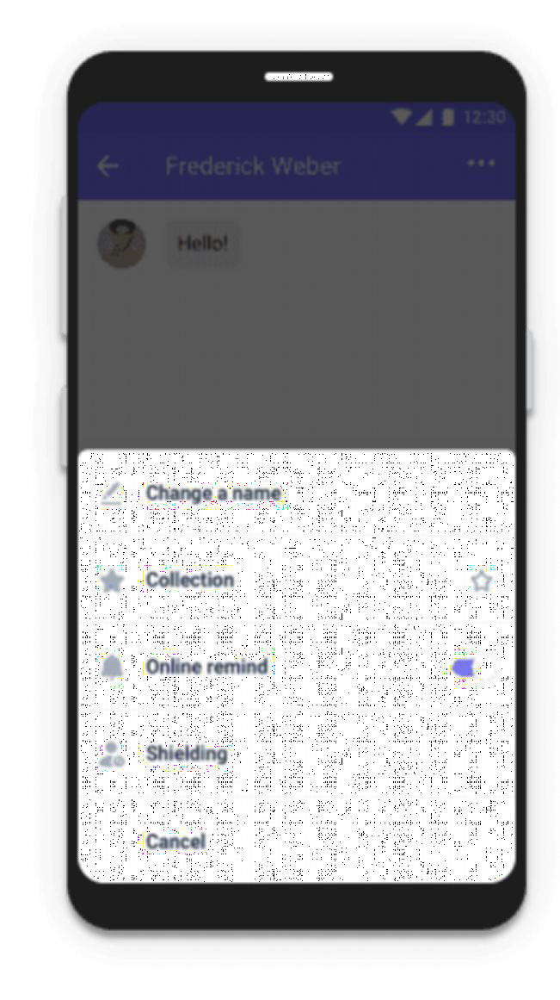 12:30
Frederick Weber
Hello!
Change a name
Collection
Online remind
Shielding
Cancel